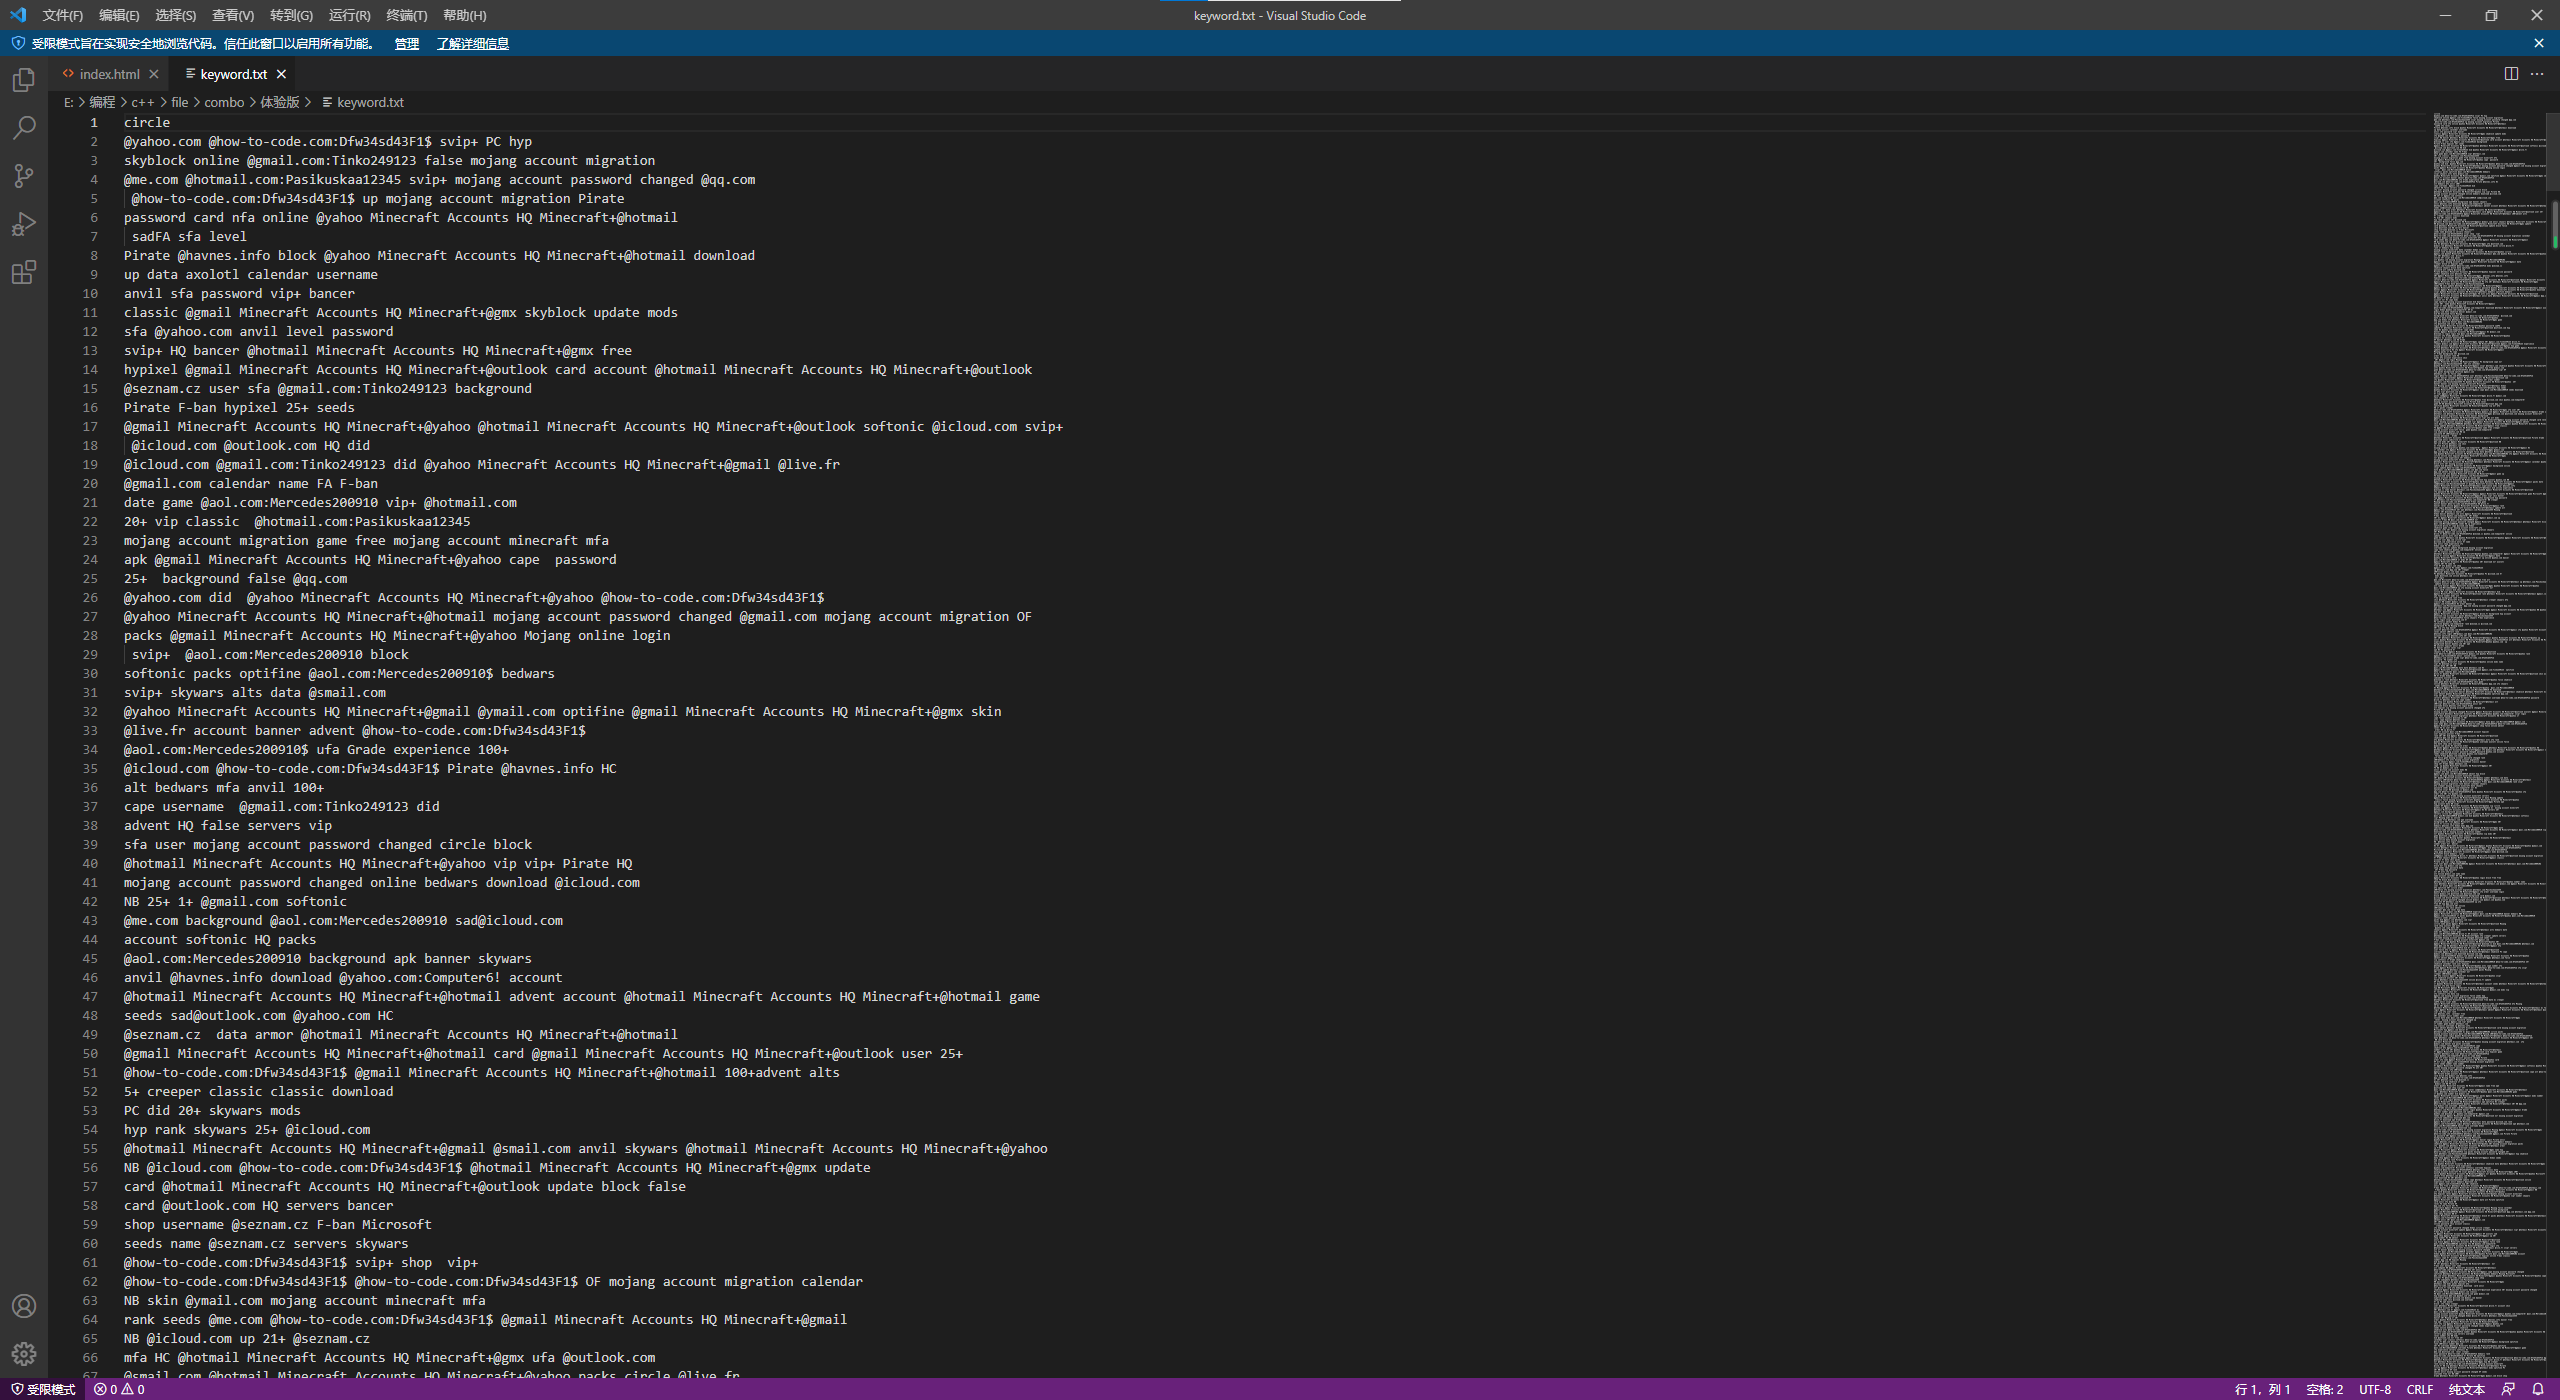 文件(F) 编辑(E) 选择(S) 查看(V) 转到(G) 运行(R) 终端(T) 帮助(H)
keyword.txt - Visual Studio Code
受限模式旨在实现安全地浏览代码。信任此窗口以启用所有功能。 管理 了解详细信息
index.html keyword.txt
E: > 编程 > c++ > file > combo > 体验版 > keyword.txt
1 circle
2 @yahoo.com @how-to-code.com:Dfw34sd43F1$ svip+ PC hyp
3 skyblock online @gmail.com:Tinko249123 false mojang account migration
4 @me.com @hotmail.com:Pasikuskaa12345 svip+ mojang account password changed @qq.com
5 @how-to-code.com:Dfw34sd43F1$ up mojang account migration Pirate
6 password card nfa online @yahoo Minecraft Accounts HQ Minecraft+@hotmail
7 sadFA sfa level
8 Pirate @havnes.info block @yahoo Minecraft Accounts HQ Minecraft+@hotmail download
9 up data axolotl calendar username
10 anvil sfa password vip+ bancer
11 classic @gmail Minecraft Accounts HQ Minecraft+@gmx skyblock update mods
12 sfa @yahoo.com anvil level password
13 svip+ HQ bancer @hotmail Minecraft Accounts HQ Minecraft+@gmx free
14 hypixel @gmail Minecraft Accounts HQ Minecraft+@outlook card account @hotmail Minecraft Accounts HQ Minecraft+@outlook
15 @seznam.cz user sfa @gmail.com:Tinko249123 background
16 Pirate F-ban hypixel 25+ seeds
17 @gmail Minecraft Accounts HQ Minecraft+@yahoo @hotmail Minecraft Accounts HQ Minecraft+@outlook softonic @icloud.com svip+
18 @icloud.com @outlook.com HQ did
19 @icloud.com @gmail.com:Tinko249123 did @yahoo Minecraft Accounts HQ Minecraft+@gmail @live.fr
20 @gmail.com calendar name FA F-ban
21 date game @aol.com:Mercedes200910 vip+ @hotmail.com
22 20+ vip classic  @hotmail.com:Pasikuskaa12345
23 mojang account migration game free mojang account minecraft mfa
24 apk @gmail Minecraft Accounts HQ Minecraft+@yahoo cape  password
25 25+  background false @qq.com
26 @yahoo.com did  @yahoo Minecraft Accounts HQ Minecraft+@yahoo @how-to-code.com:Dfw34sd43F1$
27 @yahoo Minecraft Accounts HQ Minecraft+@hotmail mojang account password changed @gmail.com mojang account migration OF
28 packs @gmail Minecraft Accounts HQ Minecraft+@yahoo Mojang online login
29 svip+  @aol.com:Mercedes200910 block
30 softonic packs optifine @aol.com:Mercedes200910$ bedwars
31 svip+ skywars alts data @smail.com
32 @yahoo Minecraft Accounts HQ Minecraft+@gmail @ymail.com optifine @gmail Minecraft Accounts HQ Minecraft+@gmx skin
33 @live.fr account banner advent @how-to-code.com:Dfw34sd43F1$
34 @aol.com:Mercedes200910$ ufa Grade experience 100+
35 @icloud.com @how-to-code.com:Dfw34sd43F1$ Pirate @havnes.info HC
36 alt bedwars mfa anvil 100+
37 cape username  @gmail.com:Tinko249123 did
38 advent HQ false servers vip
39 sfa user mojang account password changed circle block
40 @hotmail Minecraft Accounts HQ Minecraft+@yahoo vip vip+ Pirate HQ
41 mojang account password changed online bedwars download @icloud.com
42 NB 25+ 1+ @gmail.com softonic
43 @me.com background @aol.com:Mercedes200910 sad@icloud.com
44 account softonic HQ packs
45 @aol.com:Mercedes200910 background apk banner skywars
46 anvil @havnes.info download @yahoo.com:Computer6! account
47 @hotmail Minecraft Accounts HQ Minecraft+@hotmail advent account @hotmail Minecraft Accounts HQ Minecraft+@hotmail game
48 seeds sad@outlook.com @yahoo.com HC
49 @seznam.cz  data armor @hotmail Minecraft Accounts HQ Minecraft+@hotmail
50 @gmail Minecraft Accounts HQ Minecraft+@hotmail card @gmail Minecraft Accounts HQ Minecraft+@outlook user 25+
51 @how-to-code.com:Dfw34sd43F1$ @gmail Minecraft Accounts HQ Minecraft+@hotmail 100+advent alts
52 5+ creeper classic classic download
53 PC did 20+ skywars mods
54 hyp rank skywars 25+ @icloud.com
55 @hotmail Minecraft Accounts HQ Minecraft+@gmail @smail.com anvil skywars @hotmail Minecraft Accounts HQ Minecraft+@yahoo
56 NB @icloud.com @how-to-code.com:Dfw34sd43F1$ @hotmail Minecraft Accounts HQ Minecraft+@gmx update
57 card @hotmail Minecraft Accounts HQ Minecraft+@outlook update block false
58 card @outlook.com HQ servers bancer
59 shop username @seznam.cz F-ban Microsoft
60 seeds name @seznam.cz servers skywars
61 @how-to-code.com:Dfw34sd43F1$ svip+ shop  vip+
62 @how-to-code.com:Dfw34sd43F1$ @how-to-code.com:Dfw34sd43F1$ OF mojang account migration calendar
63 NB skin @ymail.com mojang account minecraft mfa
64 rank seeds @me.com @how-to-code.com:Dfw34sd43F1$ @gmail Minecraft Accounts HQ Minecraft+@gmail
65 NB @icloud.com up 21+ @seznam.cz
66 mfa HC @hotmail Minecraft Accounts HQ Minecraft+@gmx ufa @outlook.com
67 @smail.com @hotmail Minecraft Accounts HQ Minecraft+@yahoo packs circle @live.fr
受限模式 0 0 行 1，列 1 空格: 2 UTF-8 CRLF 纯文本